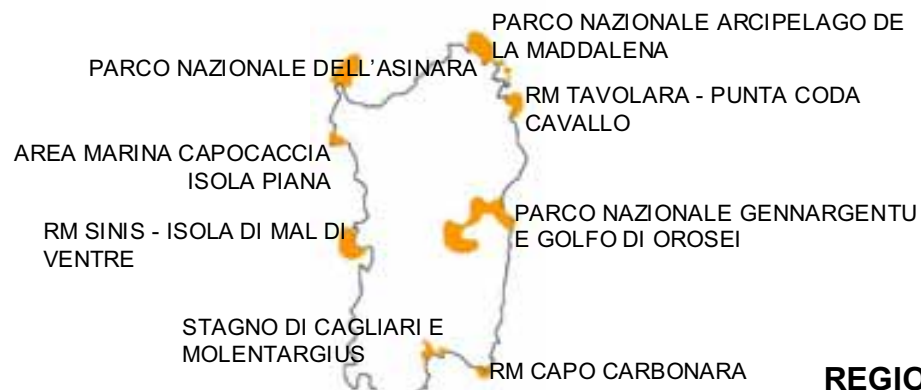 PARCO NAZIONALE ARCIPELAGO DE
LA MADDALENA
PARCO NAZIONALE DELL'ASINARA
RM TAVOLARA - PUNTA CODA
CAVALLO
AREA MARINA CAPOCACCIA
ISOLA PIANA
PARCO NAZIONALE GENNARGENTU
E GOLFO DI OROSEI
RM SINIS - ISOLA DI MAL DI
VENTRE
STAGNO DI CAGLIARI E
MOLENTARGIUS
RM CAPO CARBONARA